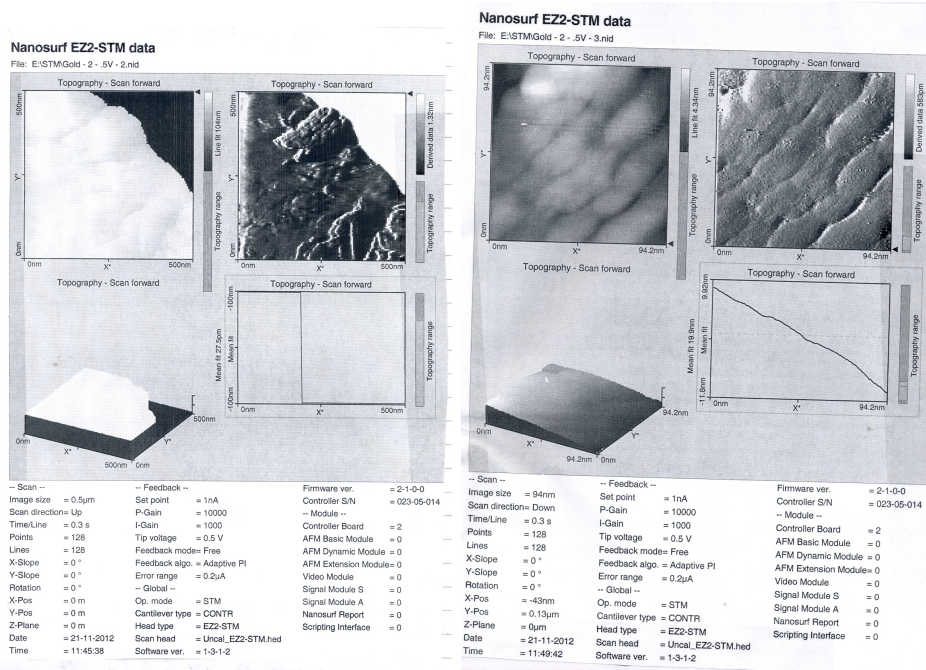 Nanosurf EZ2-STM data
File: E:\STM\Gold - 2 - .5V - 2.nid
Topography - Scan forward
500nm
Y*
0nm
0nm
X*
500nm
Line fit 104nm
Topography range
Topography - Scan forward
500nm
Y*
0nm
0nm
X*
500nm
Derived data 1.32nm
Topography range
Topography - Scan forward
0nm
X*
500nm
0nm
Y*
500nm
Topography - Scan forward
Mean fit 27.5pm
-100nm
Mean fit
-100nm
0nm
X*
500nm
Topography range
-- Scan --
Image size = 0.5µm
Scan direction= Up
Time/Line = 0.3 s
Points = 128
Lines = 128
X-Slope = 0 °
Y-Slope = 0 °
Rotation = 0 °
X-Pos = 0 m
Y-Pos = 0 m
Z-Plane = 0 m
Date = 21-11-2012
Time = 11:45:38
-- Feedback --
Set point = 1nA
P-Gain = 10000
I-Gain = 1000
Tip voltage = 0.5 V
Feedback mode= Free
Feedback algo. = Adaptive PI
Error range = 0.2µA
-- Global --
Op. mode = STM
Cantilever type = CONTR
Head type = EZ2-STM
Scan head = Uncal_EZ2-STM.hed
Software ver. = 1-3-1-2
Firmware ver. = 2-1-0-0
Controller S/N = 023-05-014
-- Module --
Controller Board = 2
AFM Basic Module = 0
AFM Dynamic Module = 0
AFM Extension Module= 0
Video Module = 0
Signal Module S = 0
Signal Module A = 0
Nanosurf Report = 0
Scripting Interface = 0
Nanosurf EZ2-STM data
File: E:\STM\Gold - 2 - .5V - 3.nid
Topography - Scan forward
94.2nm
Y*
0nm
0nm
X*
94.2nm
Line fit 4.34nm
Topography range
Topography - Scan forward
94.2nm
Y*
0nm
0nm
X*
94.2nm
Derived data 583pm
Topography range
Topography - Scan forward
0nm
X*
94.2nm
0nm
Y*
94.2nm
Topography - Scan forward
Mean fit 19.9nm
9.92nm
Mean fit
-11.8nm
0nm
X*
94.2nm
Topography range
-- Scan --
Image size = 94nm
Scan direction= Down
Time/Line = 0.3 s
Points = 128
Lines = 128
X-Slope = 0 °
Y-Slope = 0 °
Rotation = 0 °
X-Pos = -43nm
Y-Pos = 0.13µm
Z-Plane = 0µm
Date = 21-11-2012
Time = 11:49:42
-- Feedback --
Set point = 1nA
P-Gain = 10000
I-Gain = 1000
Tip voltage = 0.5 V
Feedback mode= Free
Feedback algo. = Adaptive PI
Error range = 0.2µA
-- Global --
Op. mode = STM
Cantilever type = CONTR
Head type = EZ2-STM
Scan head = Uncal_EZ2-STM.hed
Software ver. = 1-3-1-2
Firmware ver. = 2-1-0-0
Controller S/N = 023-05-014
-- Module --
Controller Board = 2
AFM Basic Module = 0
AFM Dynamic Module = 0
AFM Extension Module= 0
Video Module = 0
Signal Module S = 0
Signal Module A = 0
Nanosurf Report = 0
Scripting Interface = 0